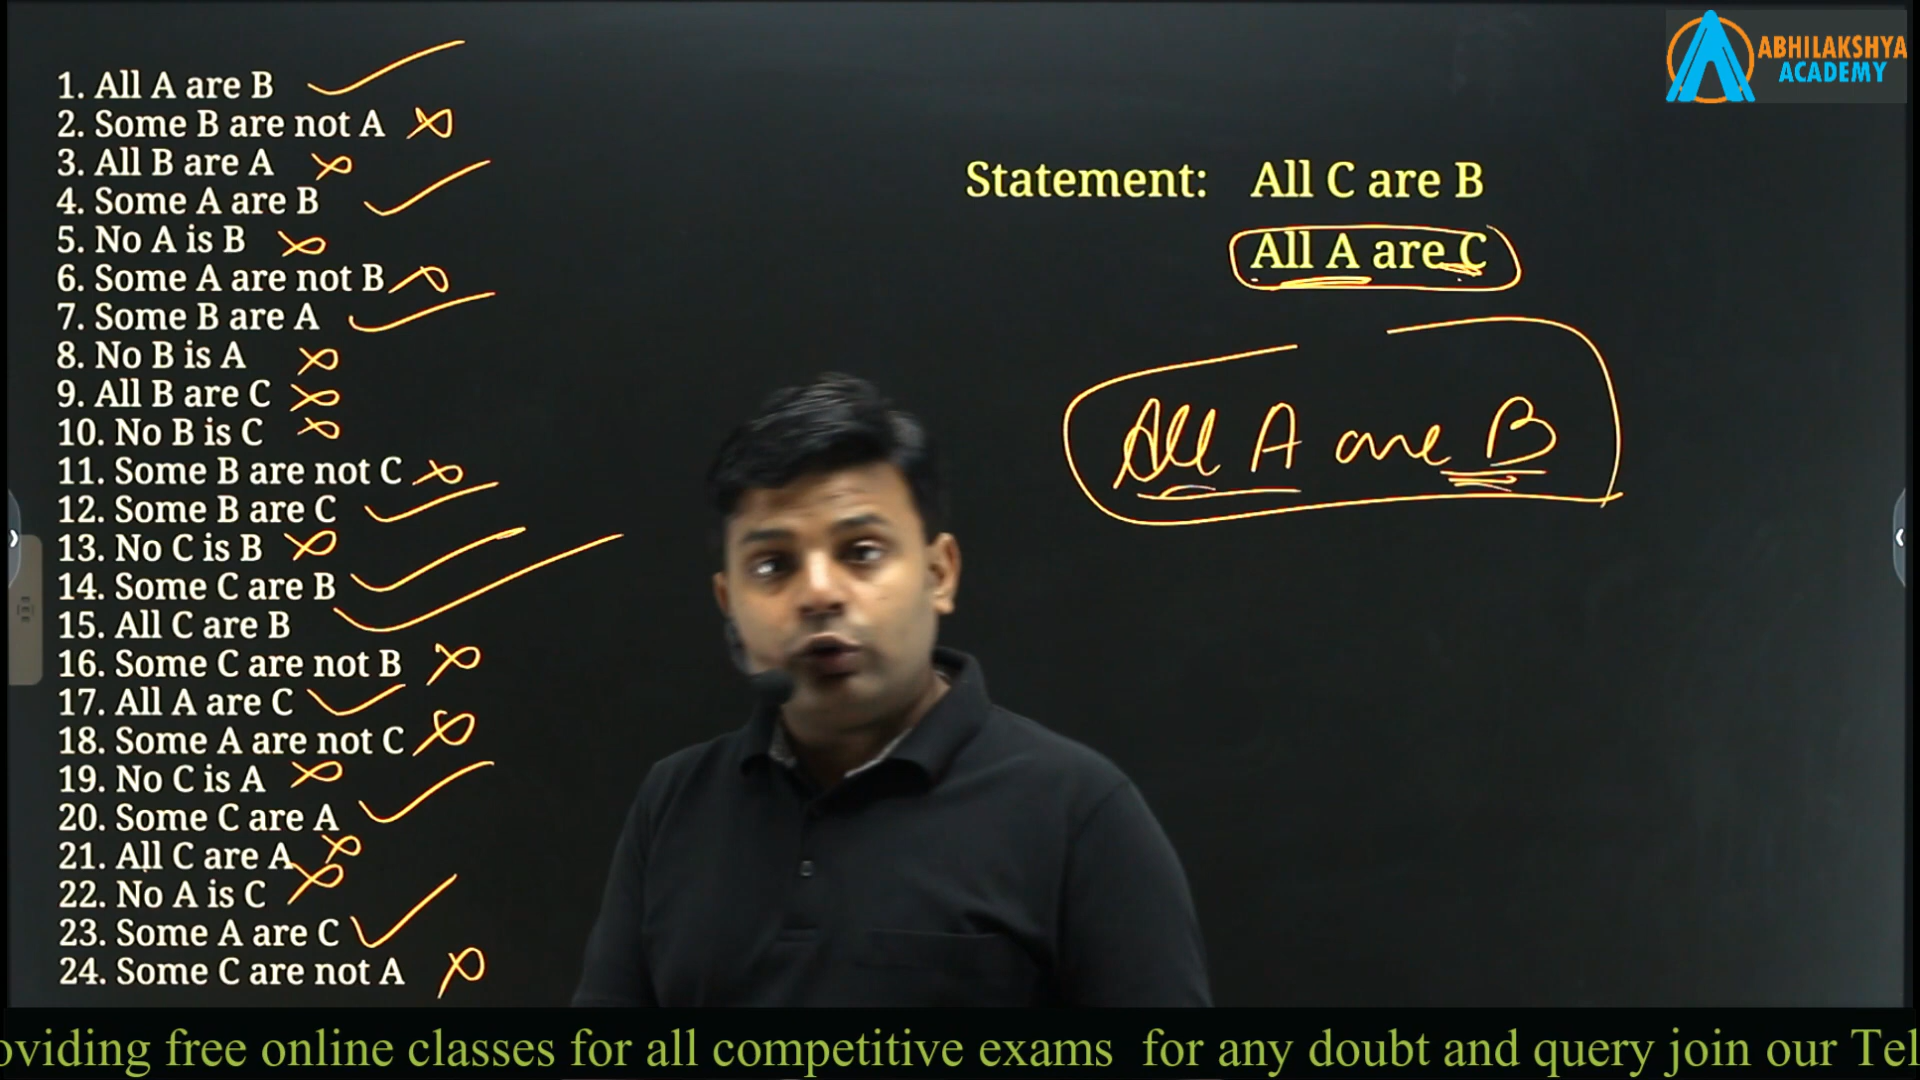 1. All A are B
2. Some B are not A
3. All B are A
4. Some A are B
5. No A is B
6. Some A are not B
7. Some B are A
8. No B is A
9. All B are C
10. No B is C
11. Some B are not C
12. Some B are C
13. No C is B
14. Some C are B
15. All C are B
16. Some C are not B
17. All A are C
18. Some A are not C
19. No C is A
20. Some C are A
21. All C are A
22. No A is C
23. Some A are C
24. Some C are not A
ABHILAKSHYA
ACADEMY
Statement: All C are B
All A are C
All A are B
oviding free online classes for all competitive exams for any doubt and query join our Tel